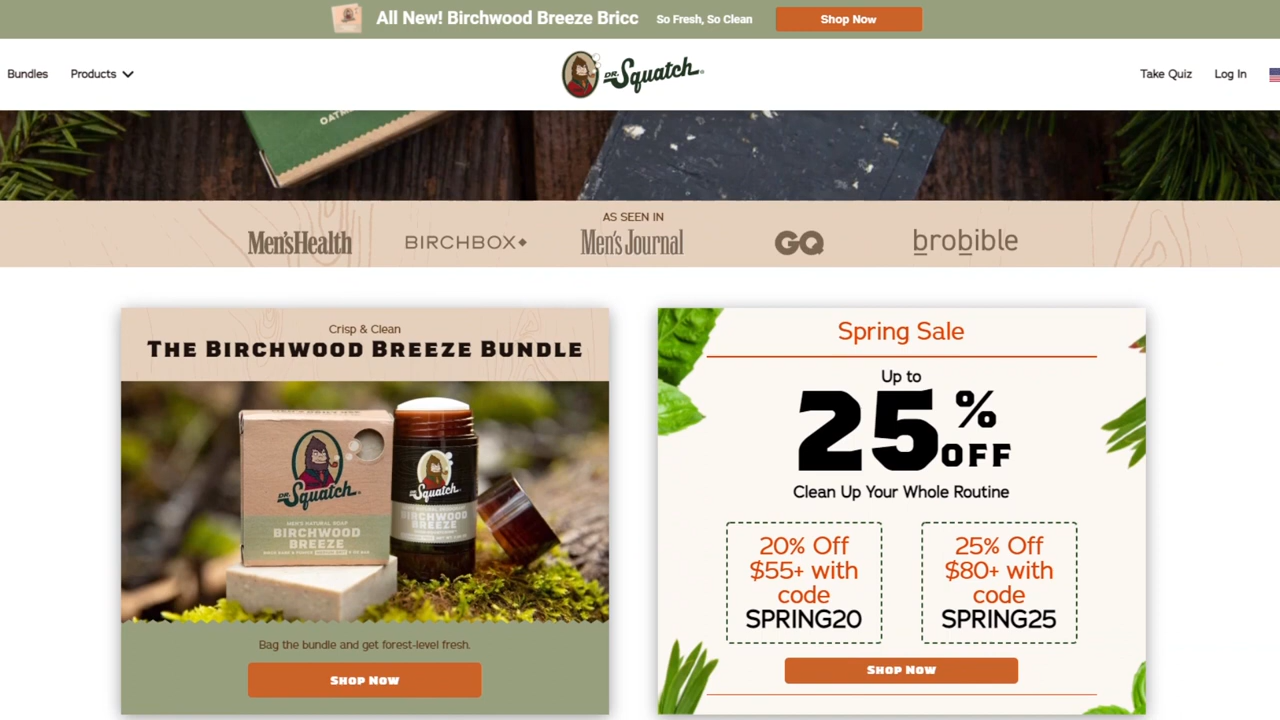 All New! Birchwood Breeze Bricc So Fresh, So Clean Shop Now
Bundles Products Take Quiz Log In
DR. Squatch
OATM
AS SEEN IN
Men'sHealth BIRCHBOX Men's Journal GQ brobible
Crisp & Clean
THE BIRCHWOOD BREEZE BUNDLE
DR. Squatch
MEN'S NATURAL SOAP
BIRCHWOOD
BREEZE
DR. Squatch
BIRCHWOOD
BREEZE
Bag the bundle and get forest-level fresh.
SHOP NOW
Spring Sale
Up to
25%
OFF
Clean Up Your Whole Routine
20% Off
$55+ with
code
SPRING20
25% Off
$80+ with
code
SPRING25
SHOP NOW